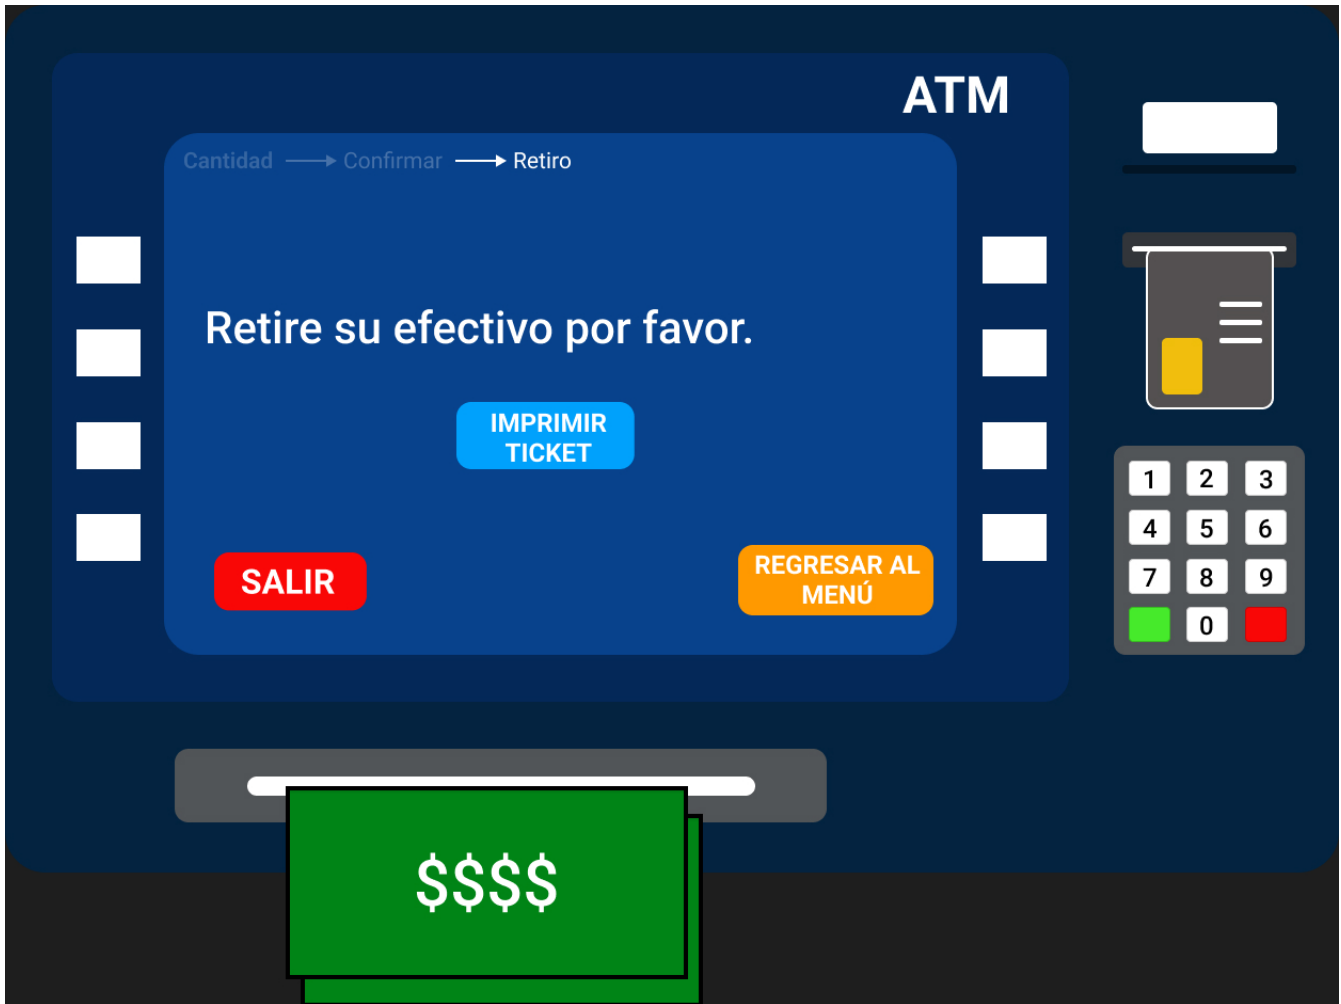 ATM
Cantidad
Confirmar
Retiro
Retire su efectivo por favor.
IMPRIMIR
TICKET
SALIR
REGRESAR AL
MENÚ
1 2 3
4 5 6
7 8 9
0
$$$$